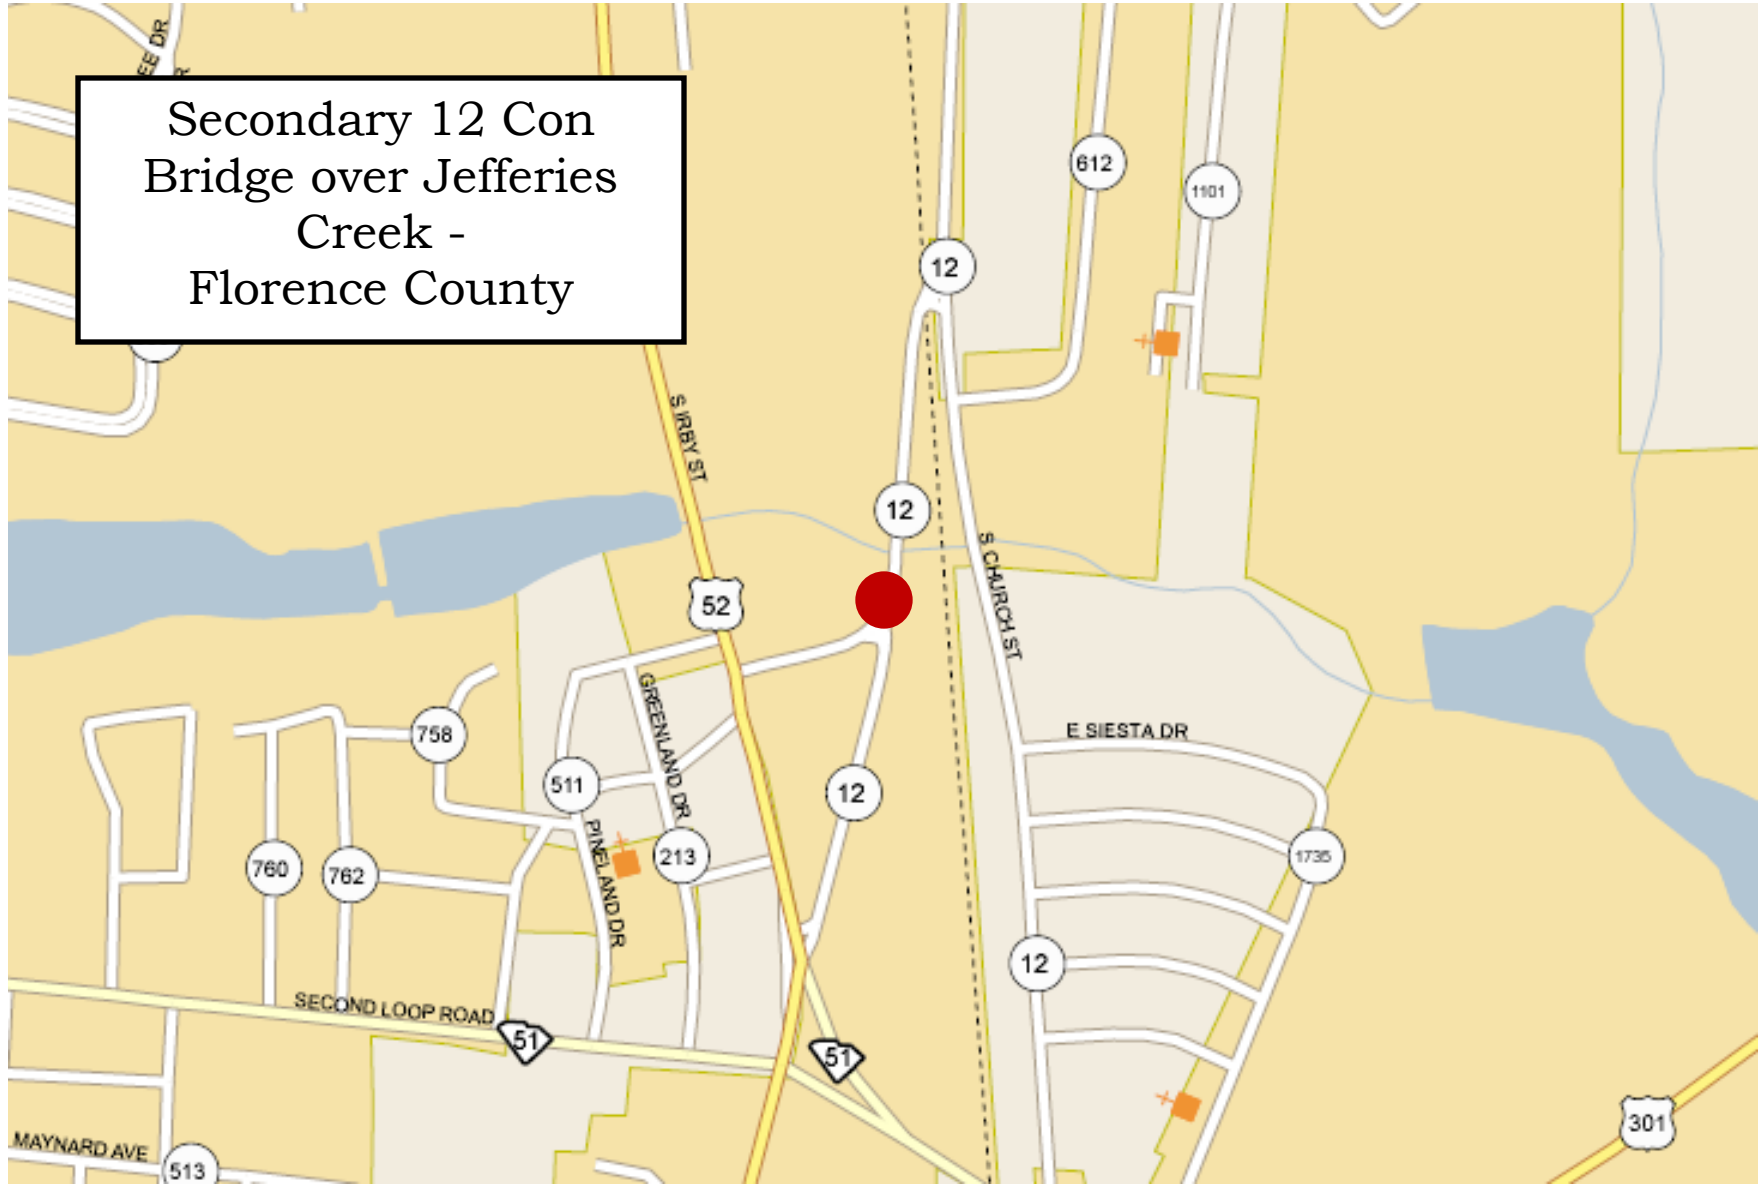 EE DR
R
Secondary 12 Con
Bridge over Jefferies
Creek -
Florence County
612
1101
12
S IRBY ST
12
S CHURCH ST
52
GREENLAND DR
758
E SIESTA DR
511
12
PINELAND DR
213
1735
760
762
12
SECOND LOOP ROAD
51
51
301
MAYNARD AVE
513